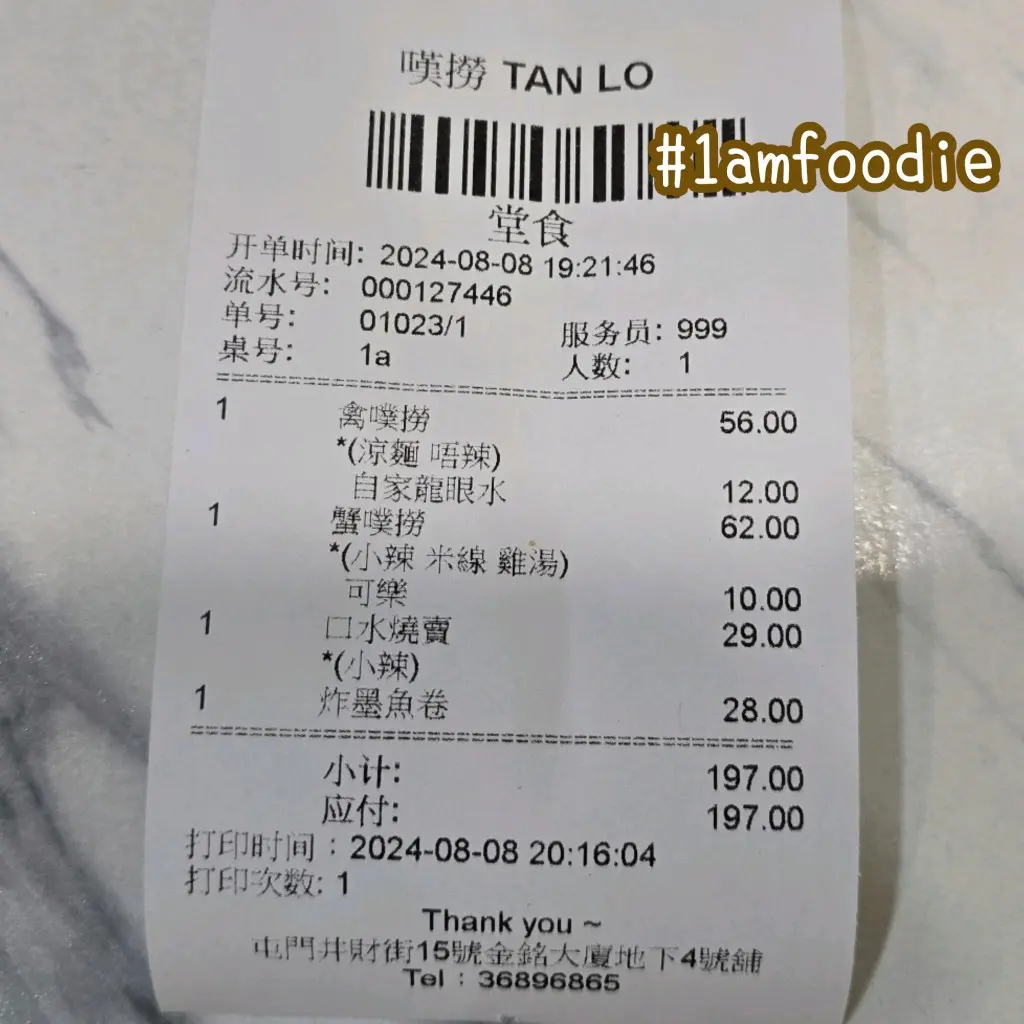 嘆撈 TAN LO
#1amfoodie
堂食
开单时间: 2024-08-08 19:21:46
流水号: 000127446
单号: 01023/1 服务员: 999
桌号: 1a 人数: 1
1 禽噗撈 56.00
*(涼麵 唔辣)
自家龍眼水 12.00
1 蟹噗撈 62.00
*(小辣 米線 雞湯)
可樂 10.00
1 口水燒賣 29.00
*(小辣)
1 炸墨魚卷 28.00
小计: 197.00
应付: 197.00
打印时间：2024-08-08 20:16:04
打印次数: 1
Thank you ~
屯門井財街15號金銘大廈地下4號舖
Tel：36896865